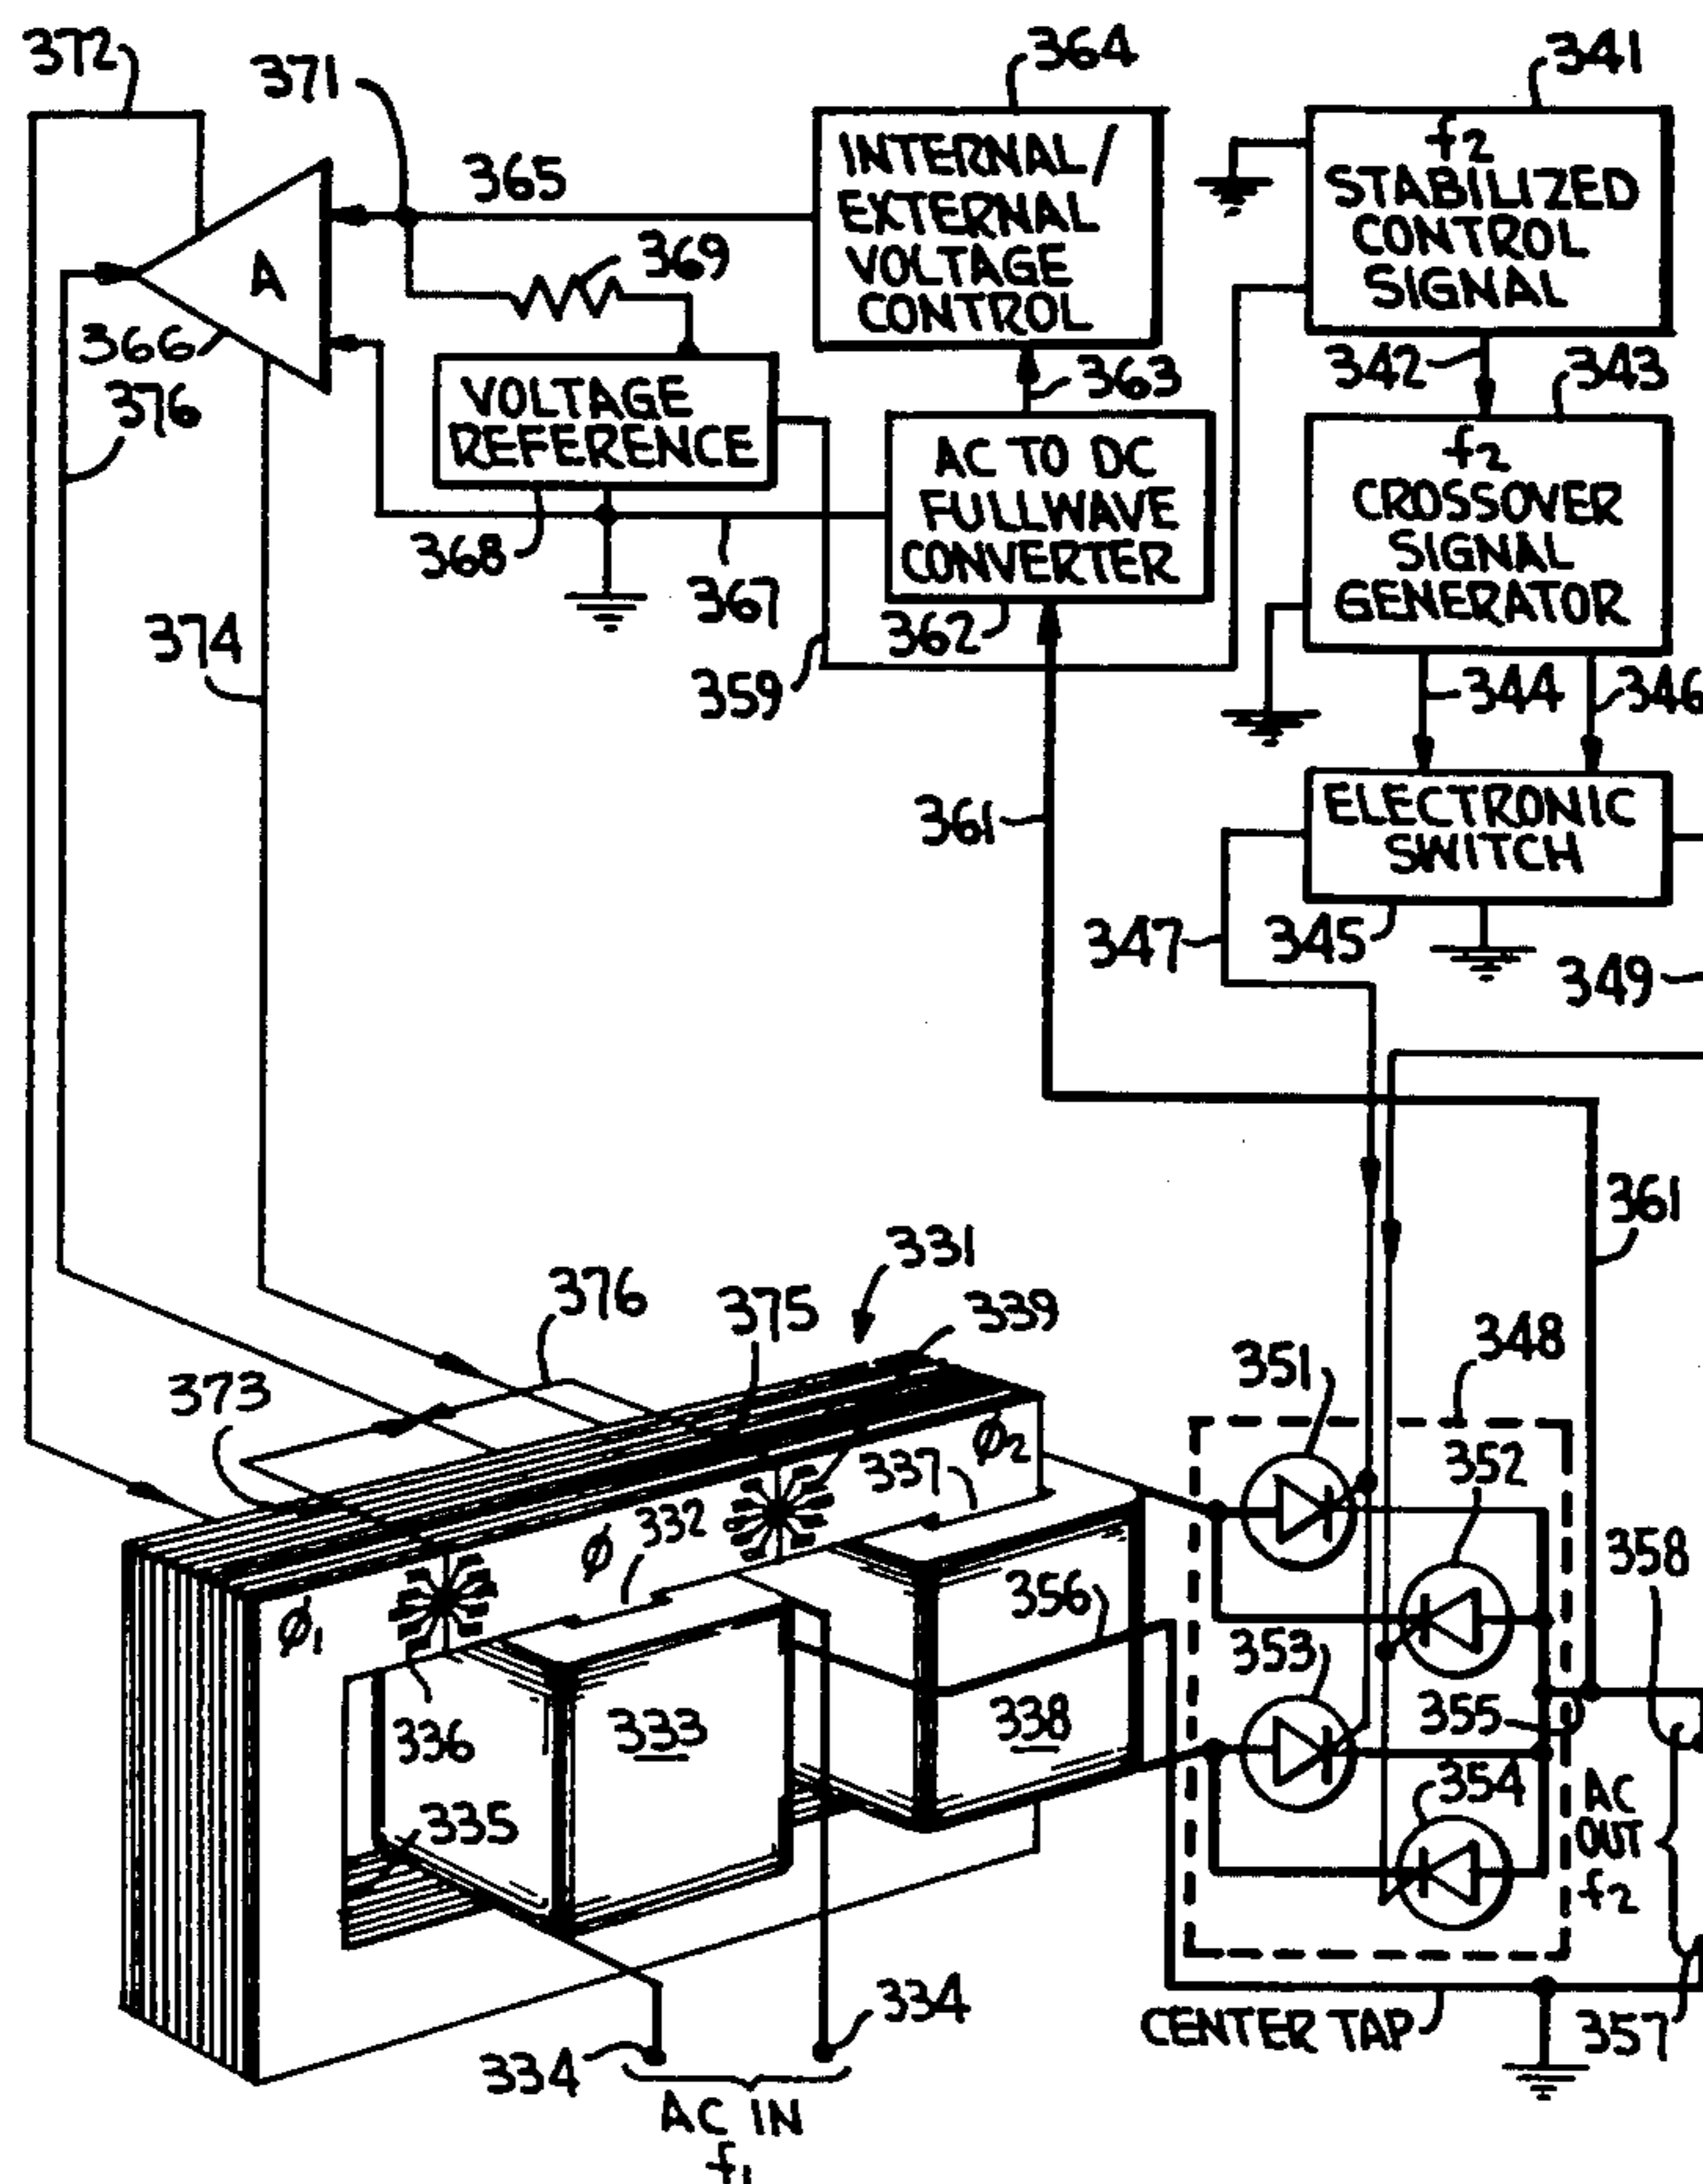 372
371
364
341
INTERNAL/
EXTERNAL
VOLTAGE
CONTROL
f2
STABILIZED
CONTROL
SIGNAL
365
A
369
366
376
342
343
363
VOLTAGE
REFERENCE
AC TO DC
FULLWAVE
CONVERTER
f2
CROSSOVER
SIGNAL
GENERATOR
368
367
362
374
359
344
346
361
ELECTRONIC
SWITCH
347
345
349
361
331
376
375
339
348
373
351
352
ϕ2
337
332
ϕ
ϕ1
358
356
353
336
333
338
355
335
354
AC
OUT
f2
334
334
CENTER TAP
357
AC IN
f1